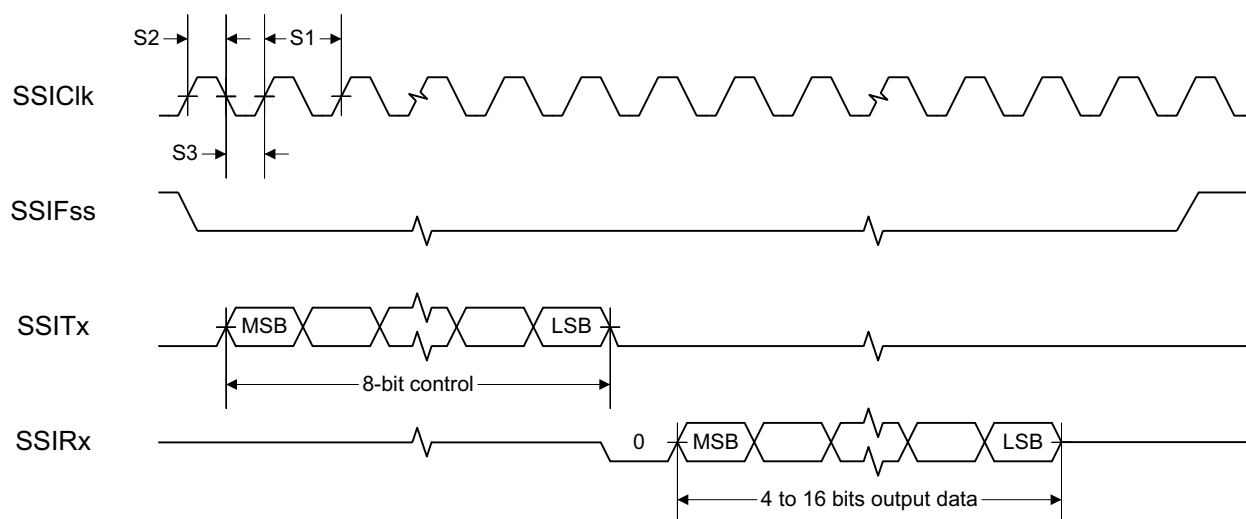 S2
S1
SSIClk
S3
SSIFss
SSITx
MSB
LSB
8-bit control
SSIRx
0
MSB
LSB
4 to 16 bits output data